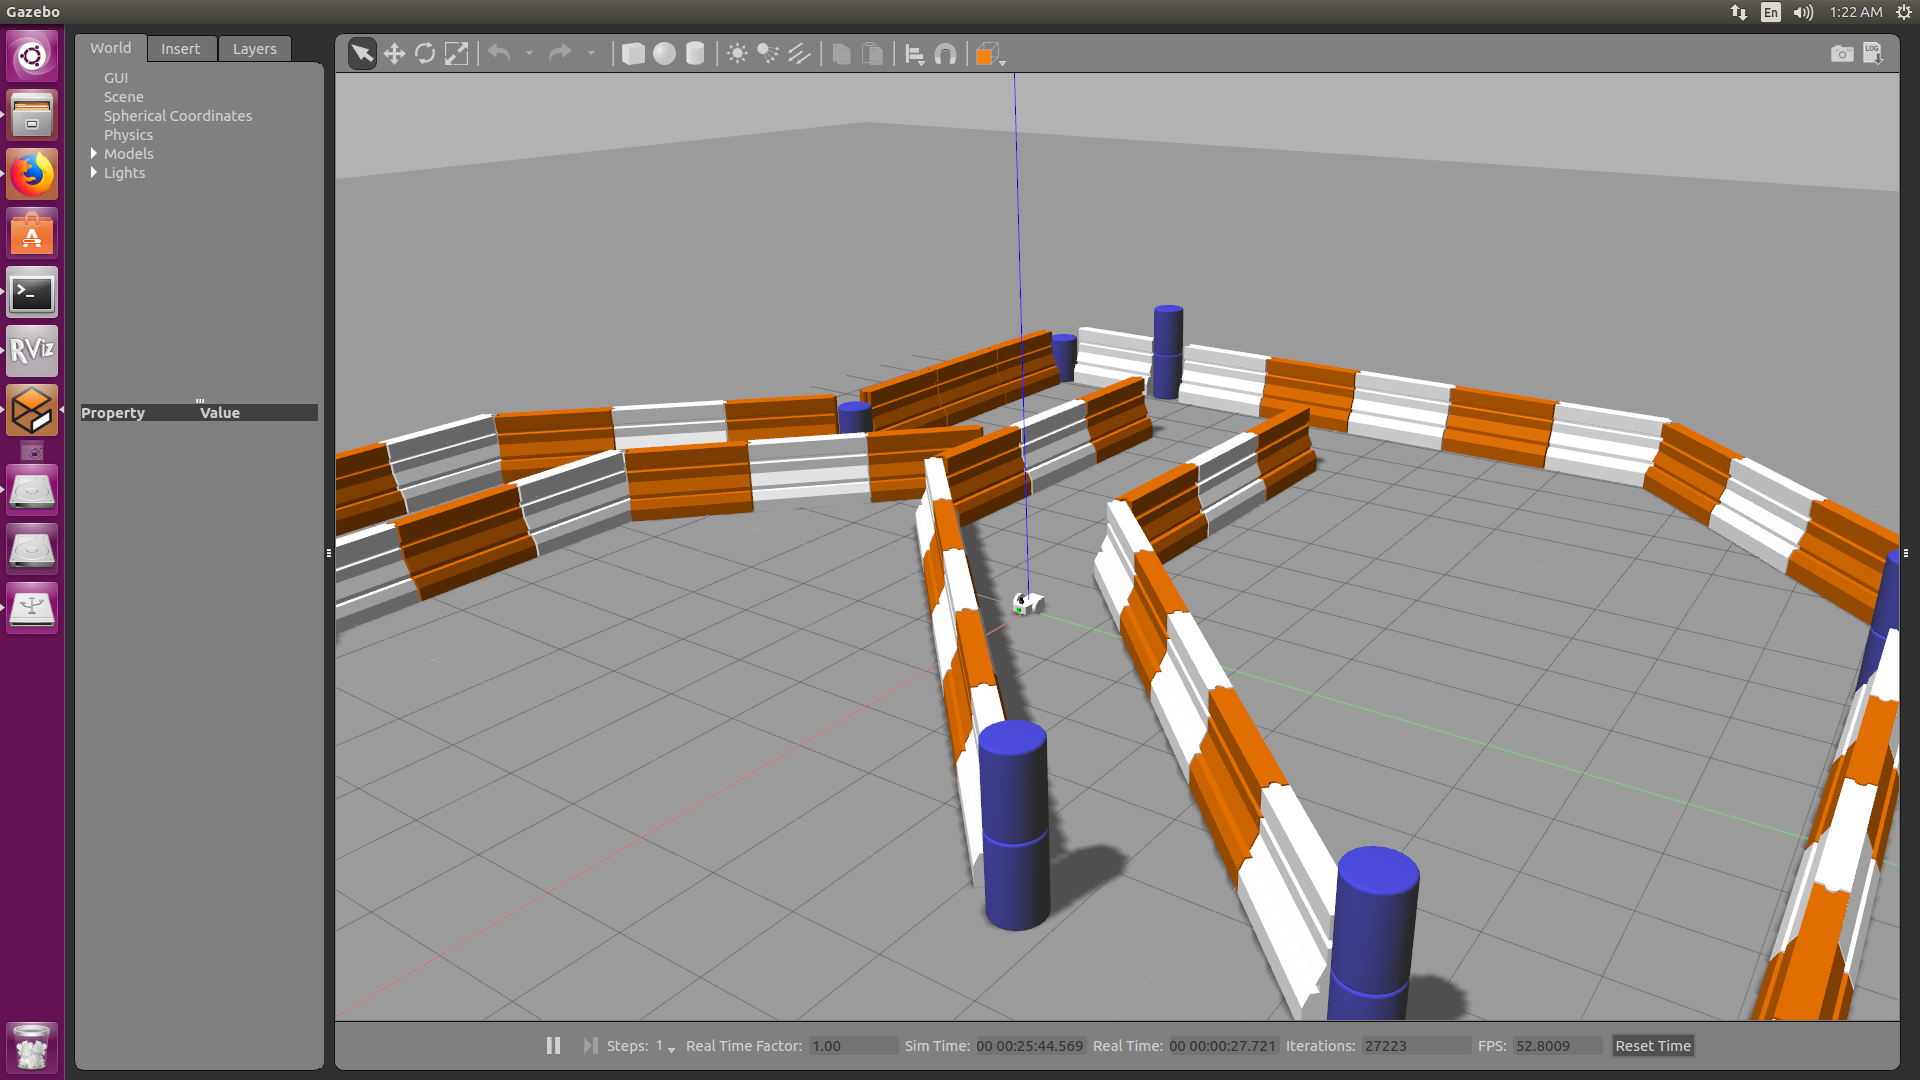 Gazebo
En
1:22 AM
World
Insert
Layers
LOG
GUI
Scene
Spherical Coordinates
Physics
Models
Lights
RViz
Property Value
Steps: 1 Real Time Factor: 1.00 Sim Time: 00 00:25:44.569 Real Time: 00 00:00:27.721 Iterations: 27223 FPS: 52.8009 Reset Time